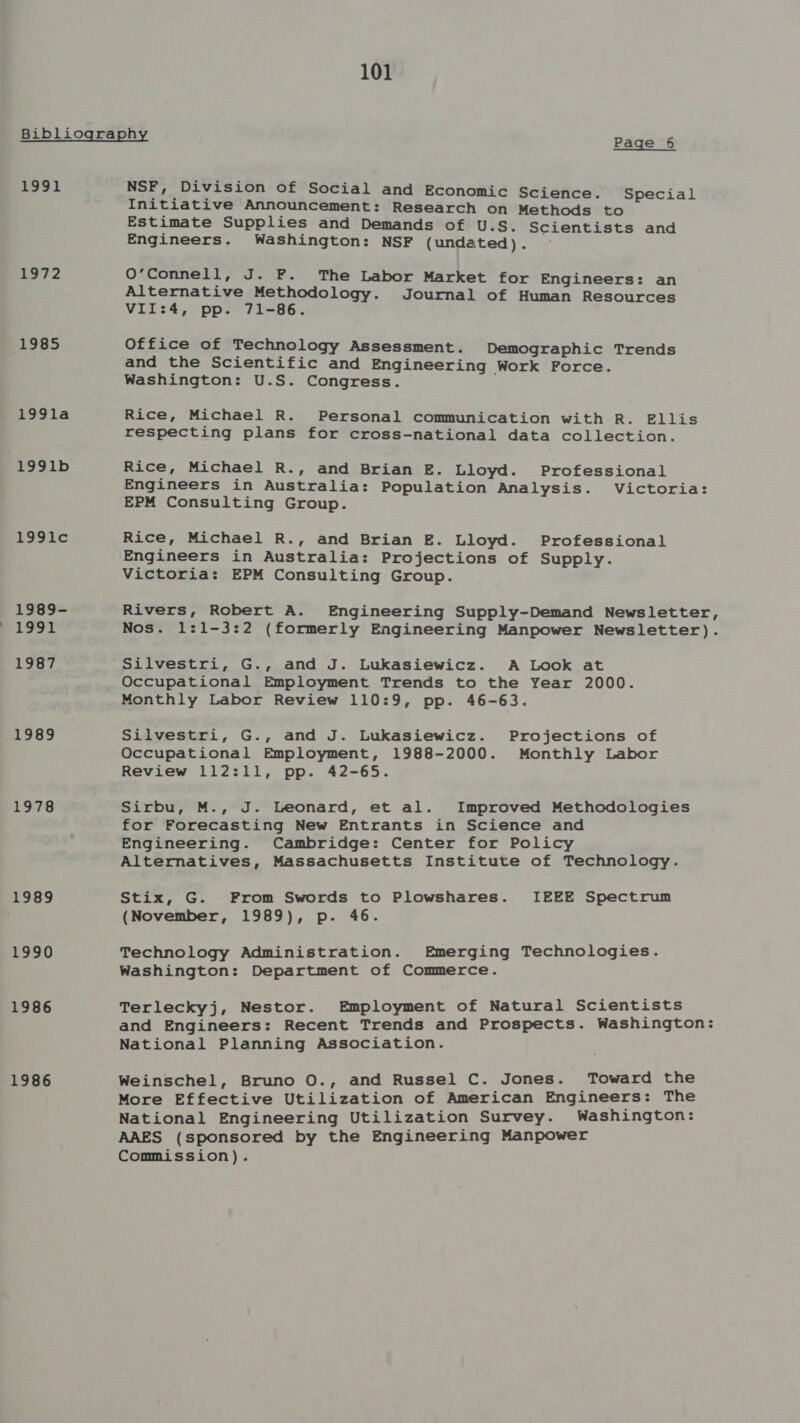 101
Bibliography Page 6
1991 NSF, Division of Social and Economic Science. Special
Initiative Announcement: Research on Methods to
Estimate Supplies and Demands of U.S. Scientists and
Engineers. Washington: NSF (undated).
1972 O'Connell, J. F. The Labor Market for Engineers: an
Alternative Methodology. Journal of Human Resources
VII:4, pp. 71-86.
1985 Office of Technology Assessment. Demographic Trends
and the Scientific and Engineering Work Force.
Washington: U.S. Congress.
1991a Rice, Michael R. Personal communication with R. Ellis
respecting plans for cross-national data collection.
1991b Rice, Michael R., and Brian E. Lloyd. Professional
Engineers in Australia: Population Analysis. Victoria:
EPM Consulting Group.
1991c Rice, Michael R., and Brian E. Lloyd. Professional
Engineers in Australia: Projections of Supply.
Victoria: EPM Consulting Group.
1989- Rivers, Robert A. Engineering Supply-Demand Newsletter,
1991 Nos. 1:1-3:2 (formerly Engineering Manpower Newsletter).
1987 Silvestri, G., and J. Lukasiewicz. A Look at
Occupational Employment Trends to the Year 2000.
Monthly Labor Review 110:9, pp. 46-63.
1989 Silvestri, G., and J. Lukasiewicz. Projections of
Occupational Employment, 1988-2000. Monthly Labor
Review 112:11, pp. 42-65.
1978 Sirbu, M., J. Leonard, et al. Improved Methodologies
for Forecasting New Entrants in Science and
Engineering. Cambridge: Center for Policy
Alternatives, Massachusetts Institute of Technology.
1989 Stix, G. From Swords to Plowshares. IEEE Spectrum
(November, 1989), p. 46.
1990 Technology Administration. Emerging Technologies.
Washington: Department of Commerce.
1986 Terleckyj, Nestor. Employment of Natural Scientists
and Engineers: Recent Trends and Prospects. Washington:
National Planning Association.
1986 Weinschel, Bruno O., and Russel C. Jones. Toward the
More Effective Utilization of American Engineers: The
National Engineering Utilization Survey. Washington:
AAES (sponsored by the Engineering Manpower
Commission).